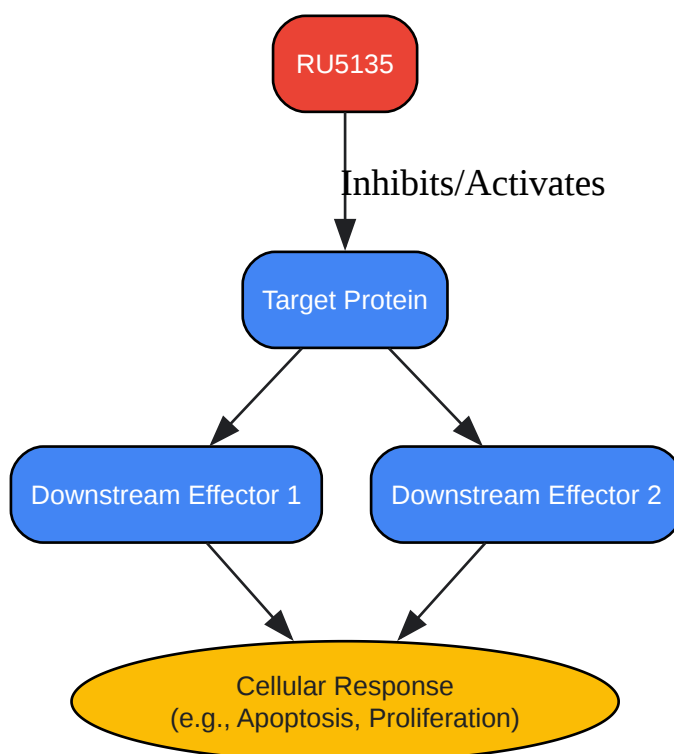 RU5135
Inhibits/Activates
Target Protein
Downstream Effector 1
Downstream Effector 2
Cellular Response
(e.g., Apoptosis, Proliferation)